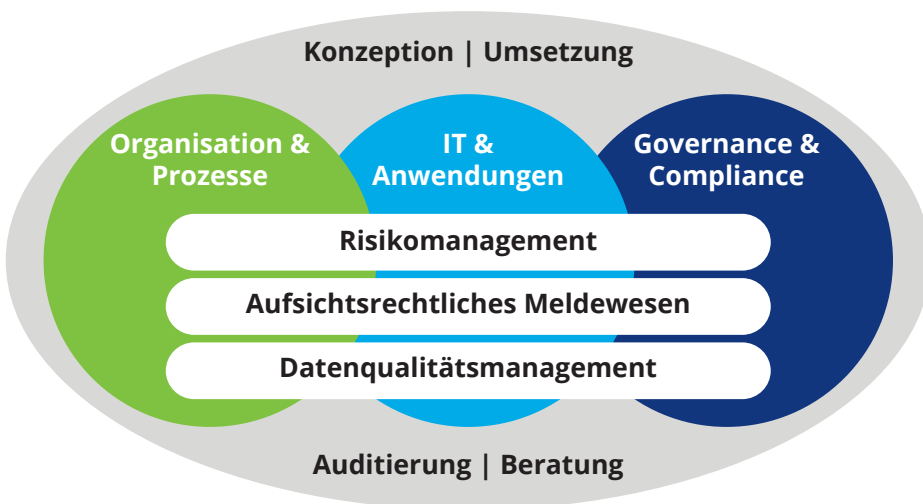 Konzeption | Umsetzung
Organisation &
Prozesse
IT &
Anwendungen
Governance &
Compliance
Risikomanagement
Aufsichtsrechtliches Meldewesen
Datenqualitätsmanagement
Auditierung | Beratung